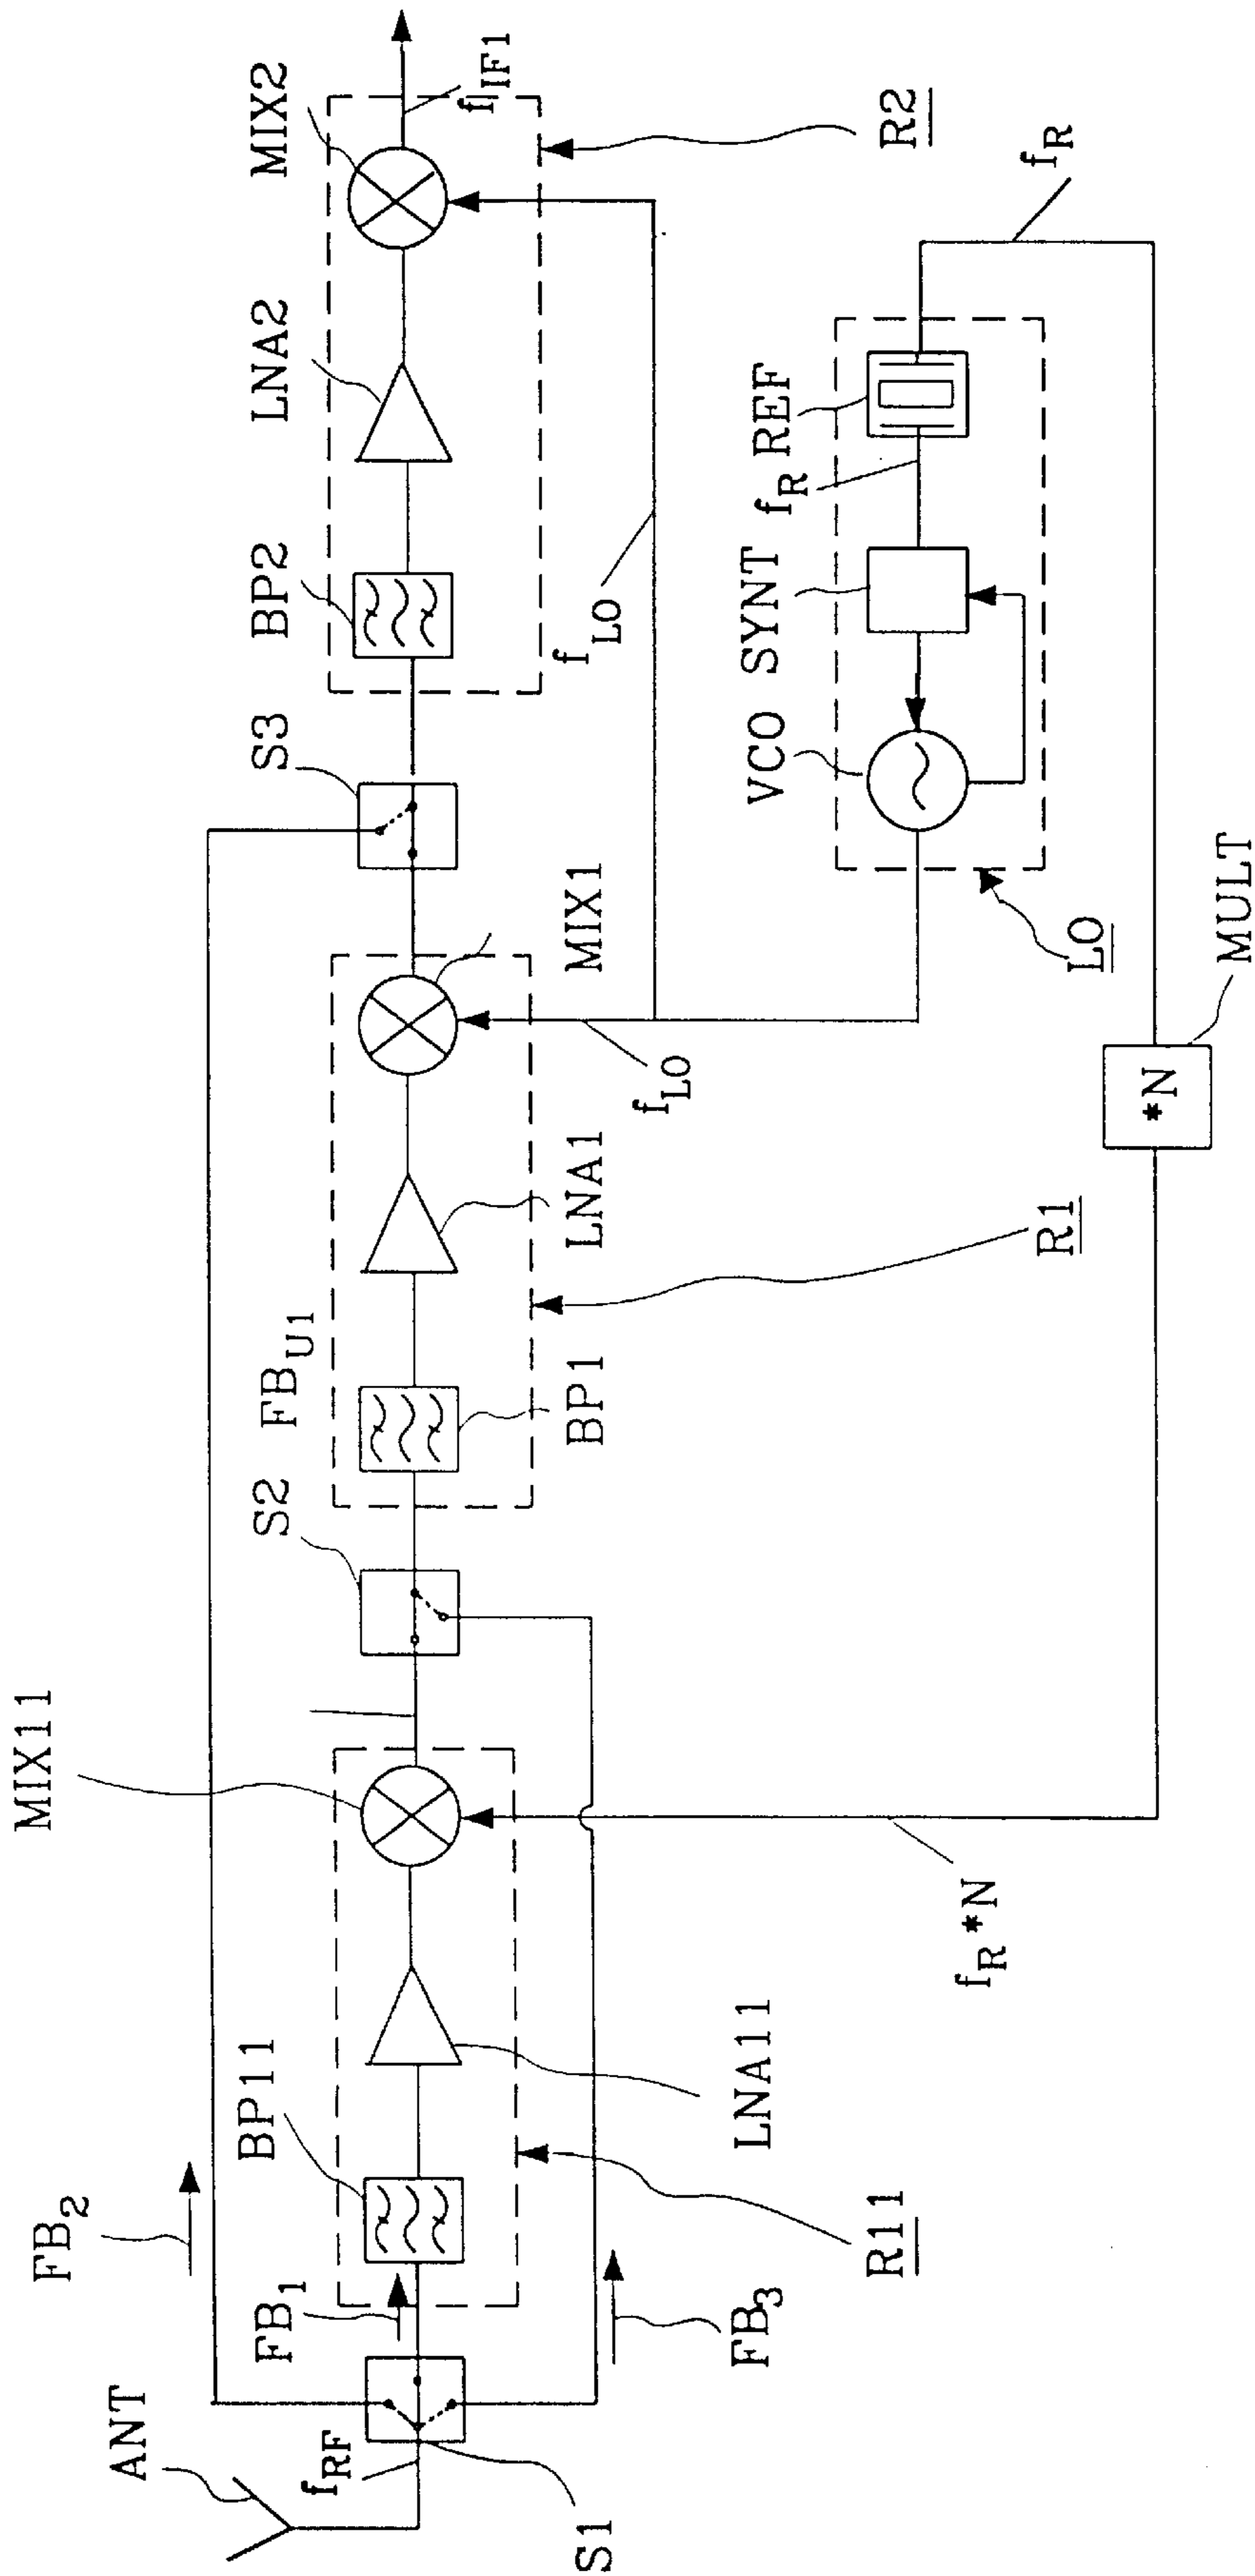 ANT
f_RF
S1
FB_2
FB_1
FB_3
BP11
LNA11
R11
MIX11
f_R*N
S2
FB_U1
BP1
LNA1
R1
MIX1
f_LO
S3
BP2
LNA2
MIX2
f_IF1
R2
f_LO
VCO
SYNT
f_R
REF
LO
f_R
*N
MULT